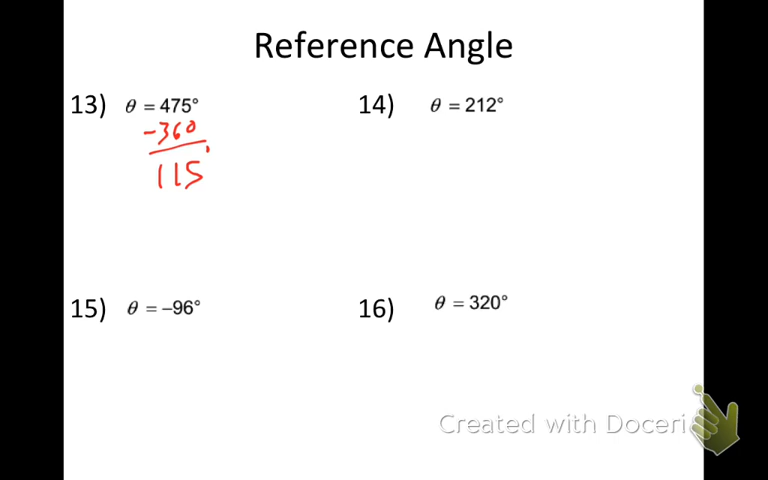 Reference Angle
13) θ = 475°
14) θ = 212°
-360
115
15) θ = –96°
16) θ = 320°
Created with Doceri